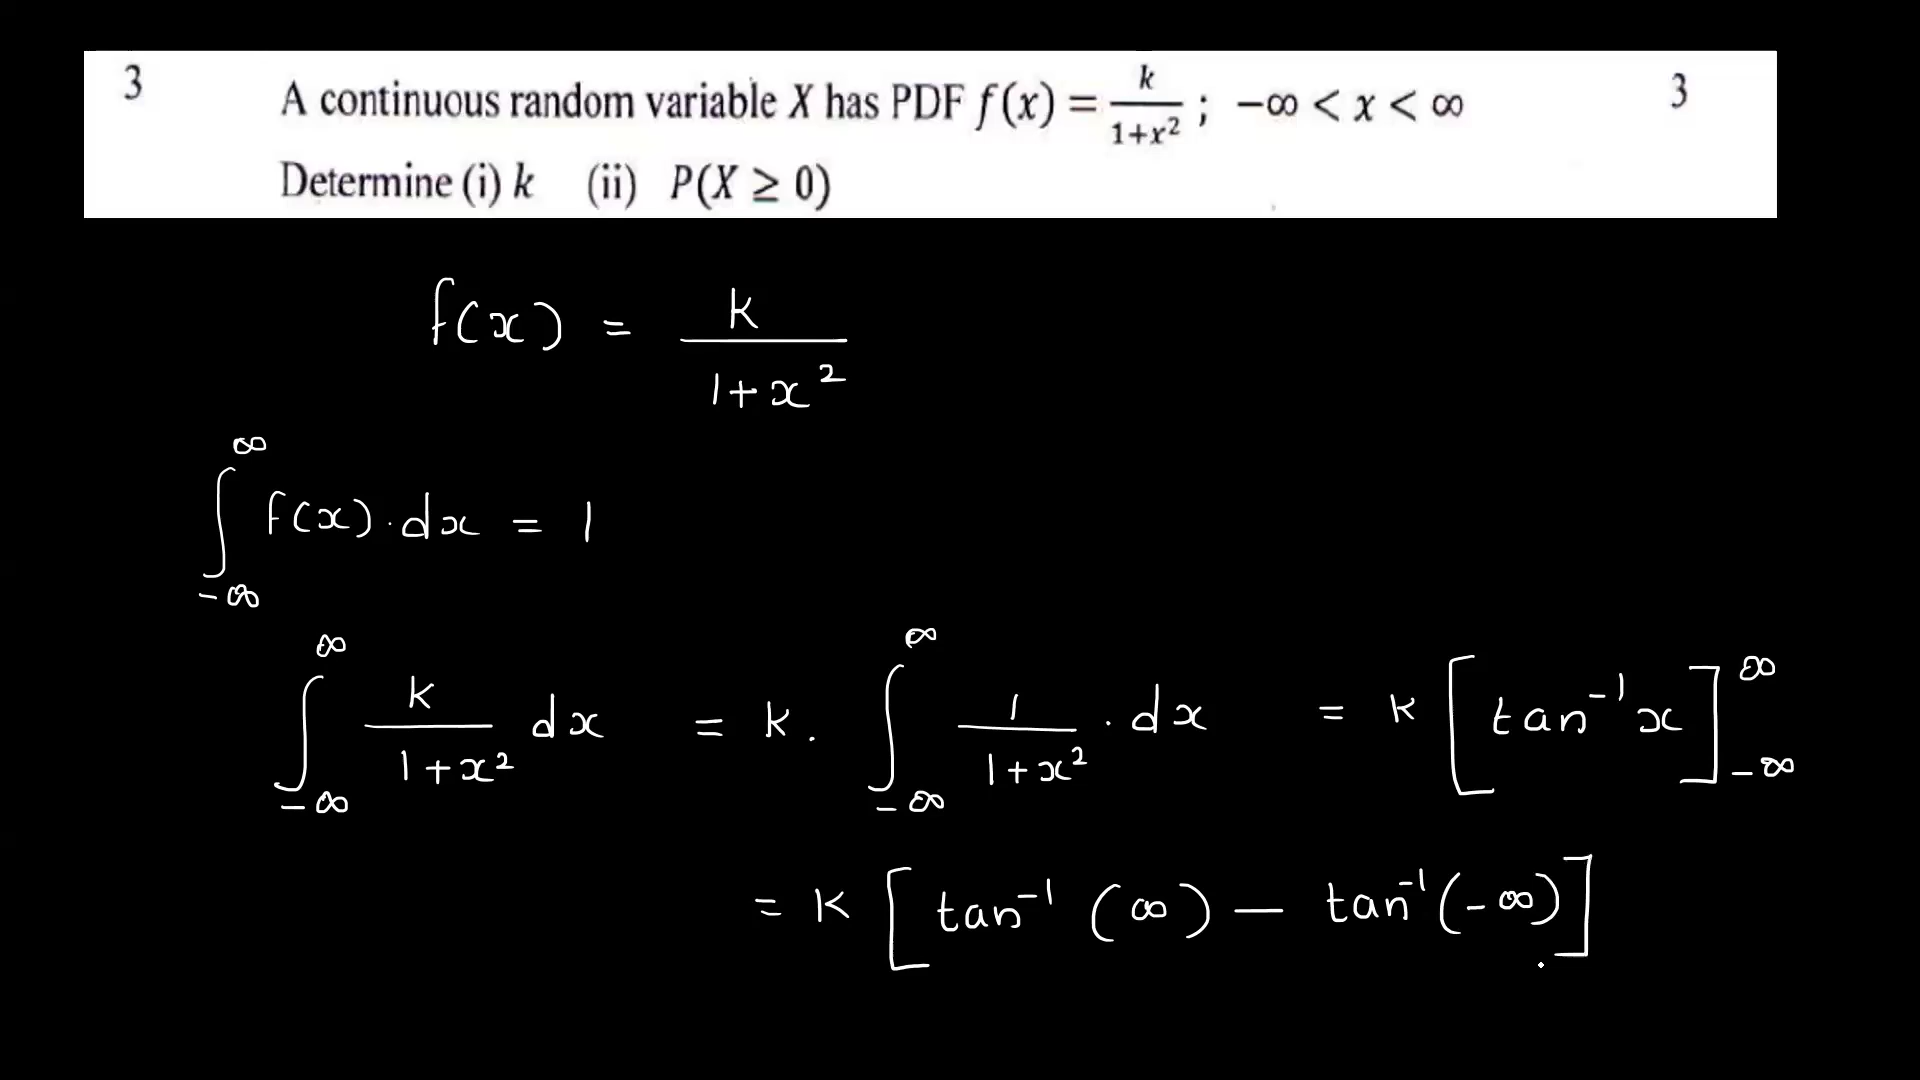 3 A continuous random variable X has PDF f(x) = k/(1+x²) ; −∞ < x < ∞ 3
Determine (i) k (ii) P(X ≥ 0)
f(x) = k/(1+x²)
∫_{-∞}^{∞} f(x)·dx = 1
∫_{-∞}^{∞} k/(1+x²) dx = k. ∫_{-∞}^{∞} 1/(1+x²) · dx = k [tan⁻¹x]_{-∞}^{∞}
= k [tan⁻¹ (∞) − tan⁻¹(-∞)]